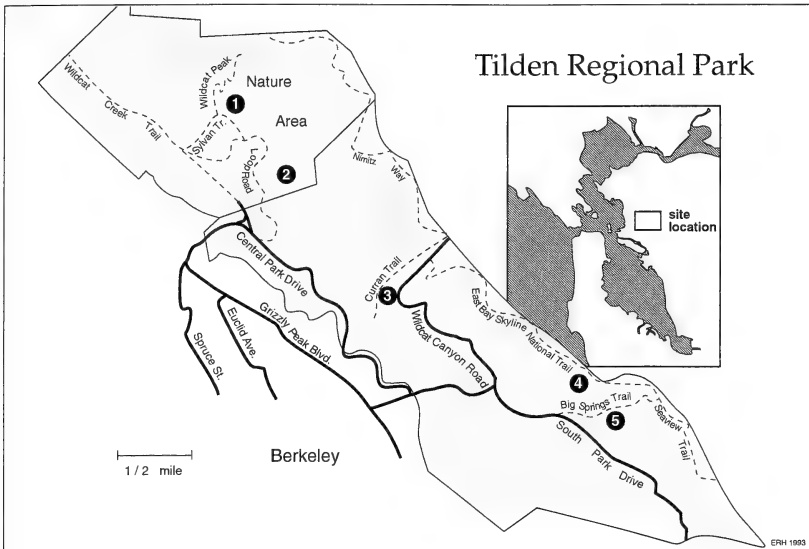 Tilden Regional Park
Wildcat Peak
Nature
Area
1
Wildcat Creek Trail
Sylvan Tr.
Loop Road
2
Nimitz Way
site
location
Central Park Drive
Curran Trail
3
Grizzly Peak Blvd.
Wildcat Canyon Road
East Bay Skyline
National Trail
Spruce St.
Euclid Ave.
4
Big Springs Trail
5
Seaview Trail
South Park Drive
Berkeley
1 / 2 mile
ERH 1993